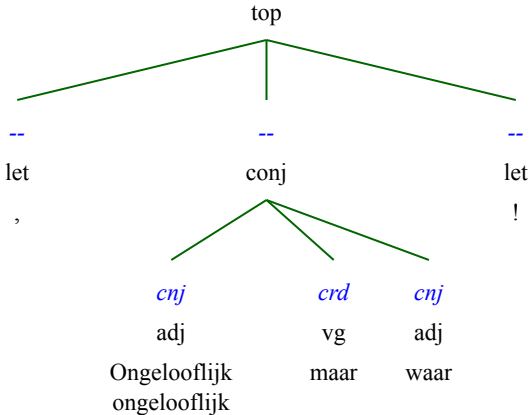 top
-- -- --
let conj let
, !
cnj crd cnj
adj vg adj
Ongelooflijk maar waar
ongelooflijk